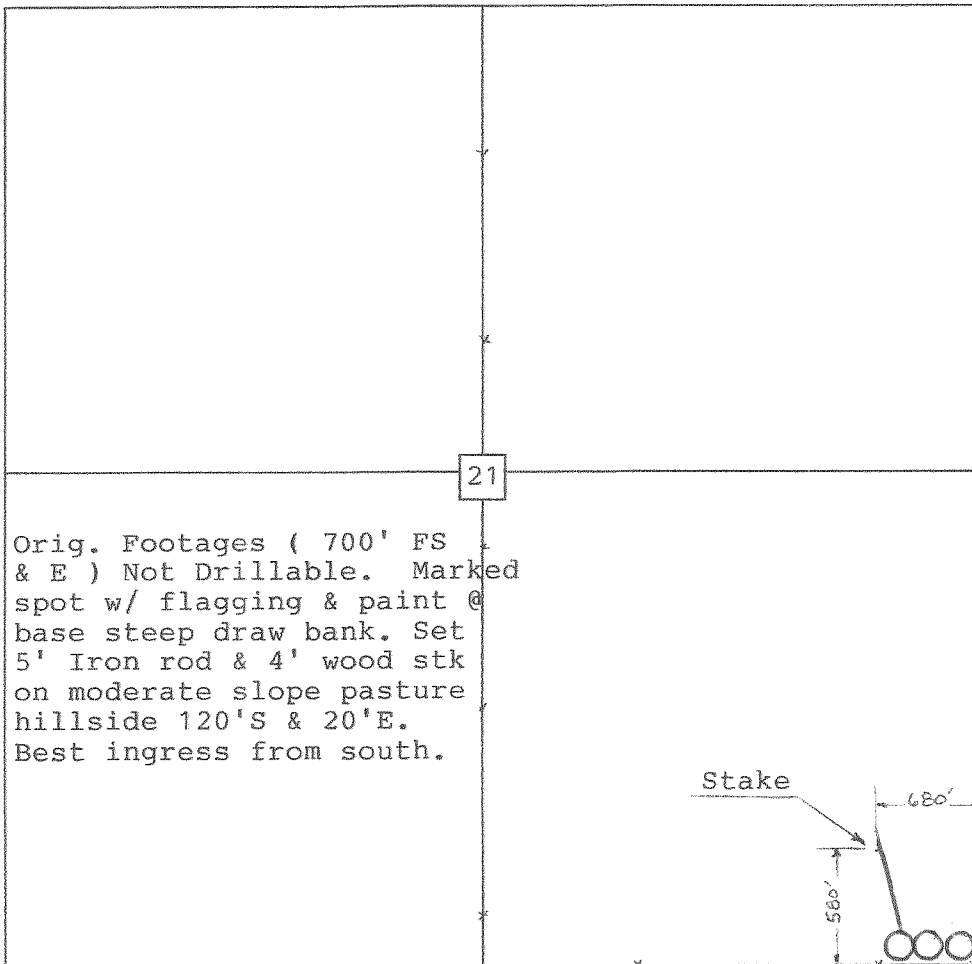 21
Orig. Footages ( 700' FS
& E ) Not Drillable. Marked
spot w/ flagging & paint @
base steep draw bank. Set
5' Iron rod & 4' wood stk
on moderate slope pasture
hillside 120'S & 20'E.
Best ingress from south.
Stake
680'
580'